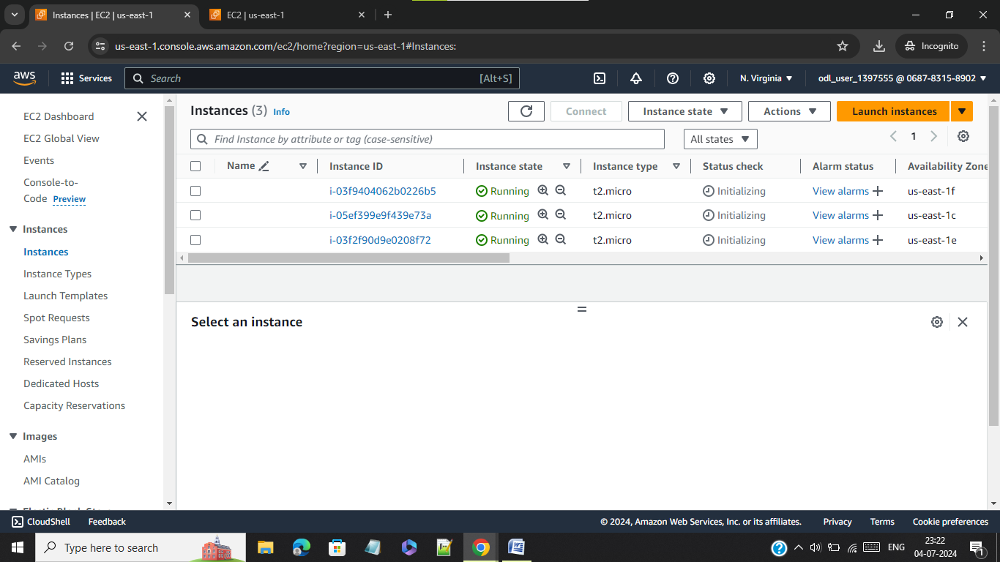 Instances | EC2 | us-east-1
EC2 | us-east-1
us-east-1.console.aws.amazon.com/ec2/home?region=us-east-1#Instances:
Incognito
aws
Services
Search
[Alt+S]
N. Virginia
odl_user_1397555 @ 0687-8315-8902
EC2 Dashboard
EC2 Global View
Events
Console-to-
Code Preview
Instances
Instances
Instance Types
Launch Templates
Spot Requests
Savings Plans
Reserved Instances
Dedicated Hosts
Capacity Reservations
Images
AMIs
AMI Catalog
Elastic Block Store
Instances (3) Info
Connect
Instance state
Actions
Launch instances
Find Instance by attribute or tag (case-sensitive)
All states
1
Name Instance ID Instance state Instance type Status check Alarm status Availability Zone
i-03f9404062b0226b5 Running t2.micro Initializing View alarms + us-east-1f
i-05ef399e9f439e73a Running t2.micro Initializing View alarms + us-east-1c
i-03f2f90d9e0208f72 Running t2.micro Initializing View alarms + us-east-1e
Select an instance
CloudShell
Feedback
© 2024, Amazon Web Services, Inc. or its affiliates.
Privacy
Terms
Cookie preferences
Type here to search
ENG
23:22
04-07-2024
1